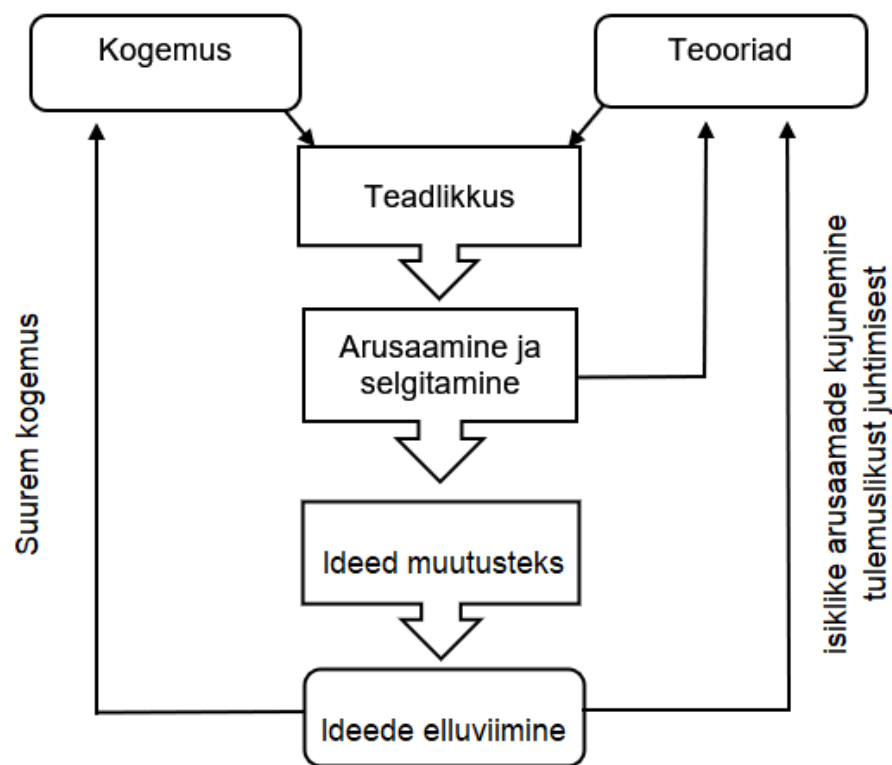 Kogemus
Teooriad
Teadlikkus
Arusaamine ja
selgitamine
Ideed muutusteks
Ideede elluviimine
Suurem kogemus
isiklike arusaamade kujunemine
tulemuslikust juhtimisest